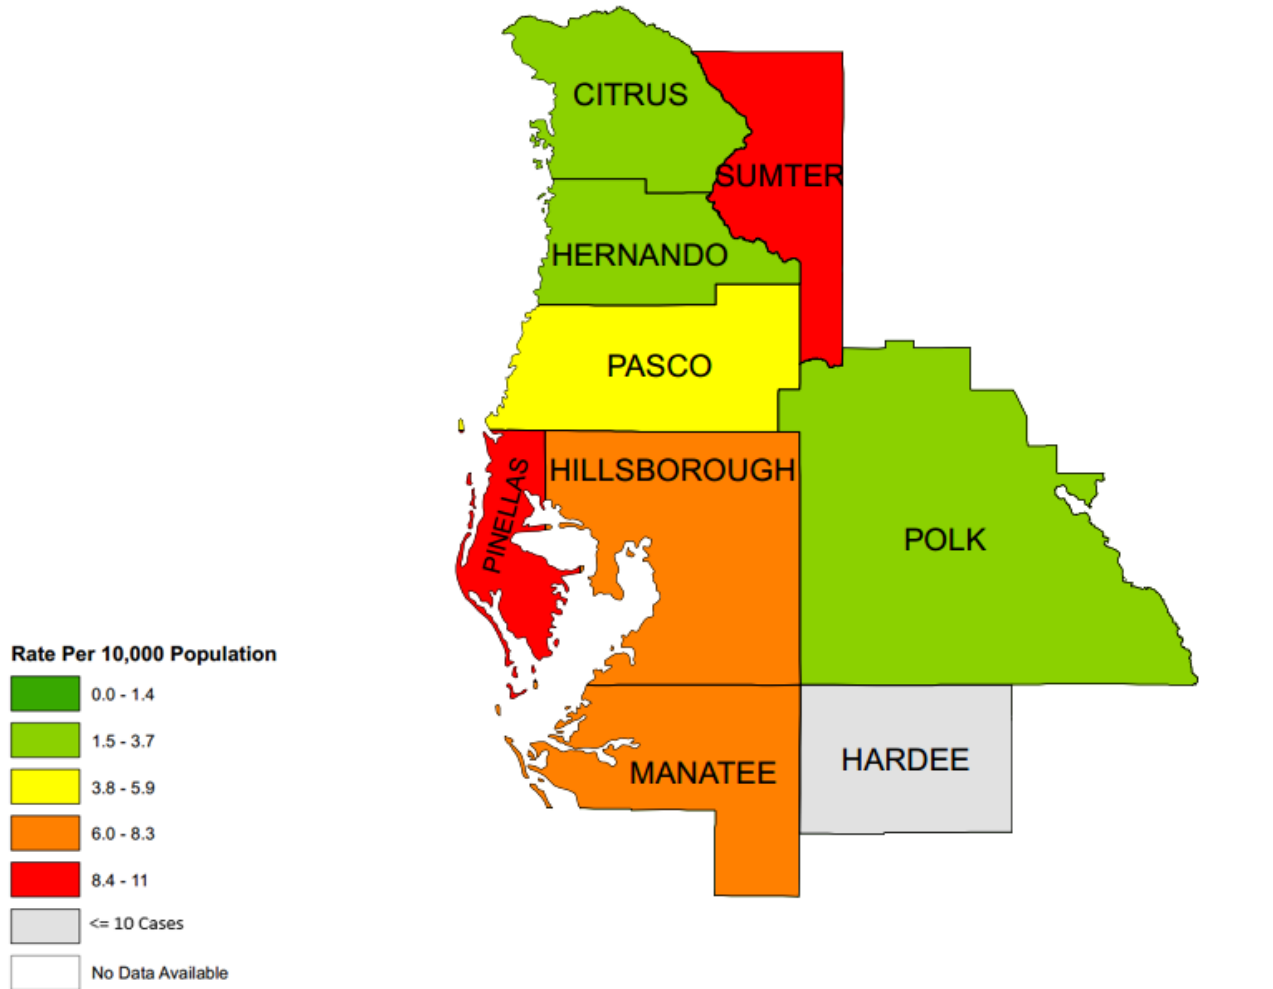 CITRUS
SUMTER
HERNANDO
PASCO
PINELLAS
HILLSBOROUGH
POLK
MANATEE
HARDEE
Rate Per 10,000 Population
0.0 - 1.4
1.5 - 3.7
3.8 - 5.9
6.0 - 8.3
8.4 - 11
<= 10 Cases
No Data Available